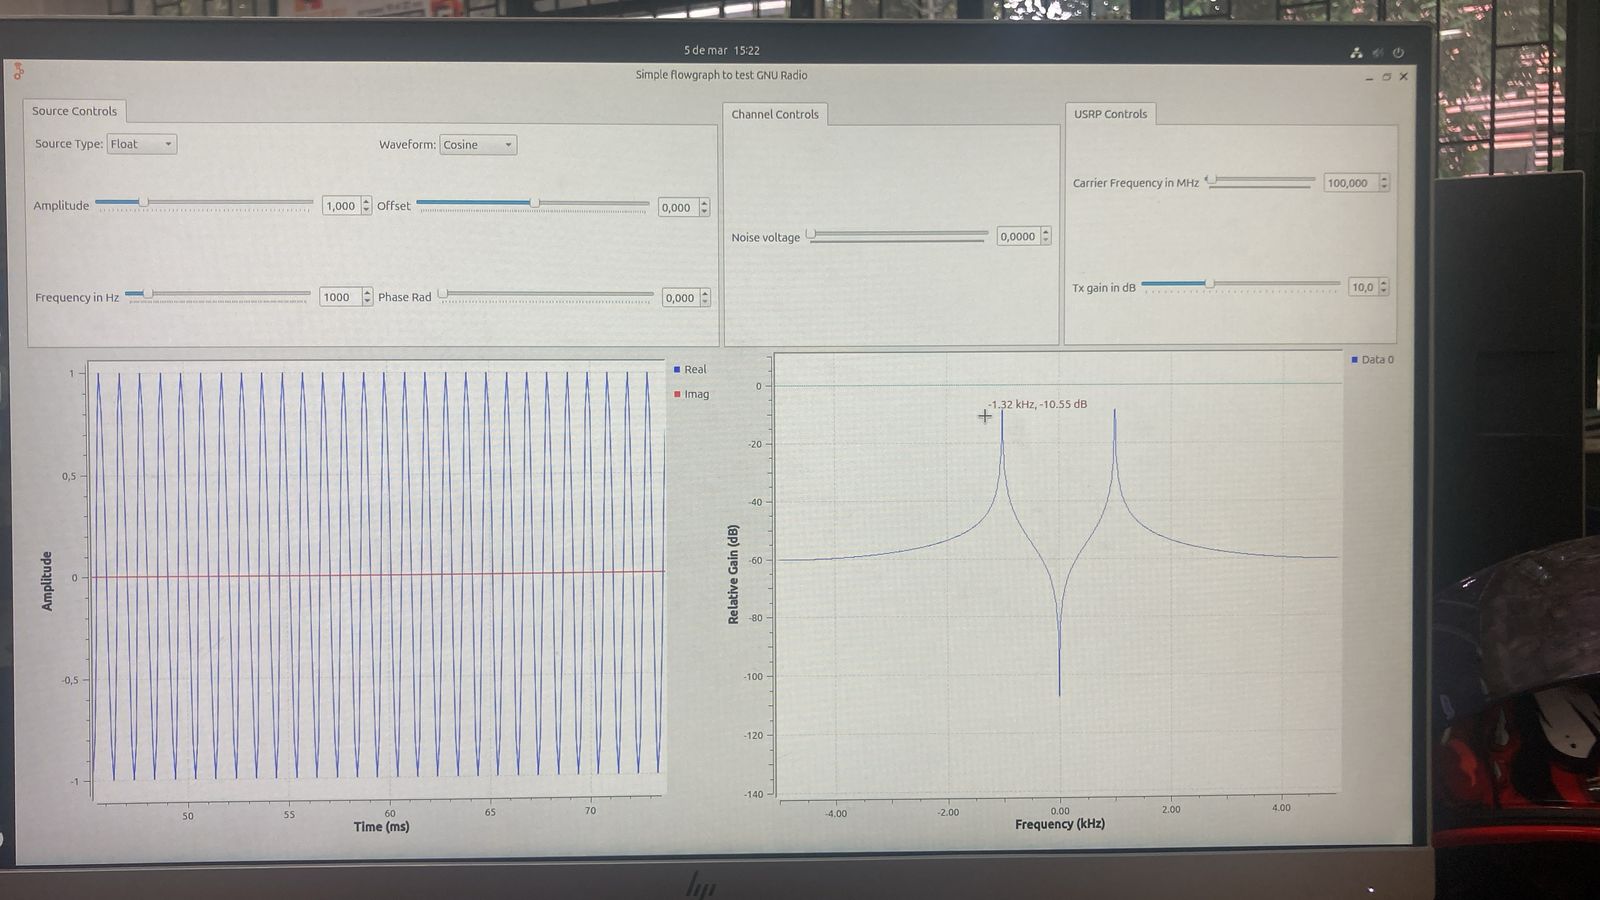 5 de mar 15:22
Simple flowgraph to test GNU Radio
Source Controls
Source Type: Float
Waveform: Cosine
Amplitude 1,000 Offset 0,000
Frequency in Hz 1000 Phase Rad 0,000
Channel Controls
Noise voltage 0,0000
USRP Controls
Carrier Frequency in MHz 100,000
Tx gain in dB 10,0
Real
Imag
Amplitude
1
0,5
0
-0,5
-1
50 55 60 65 70
Time (ms)
Data 0
-1.32 kHz, -10.55 dB
Relative Gain (dB)
0
-20
-40
-60
-80
-100
-120
-140
-4.00 -2.00 0.00 2.00 4.00
Frequency (kHz)
hp